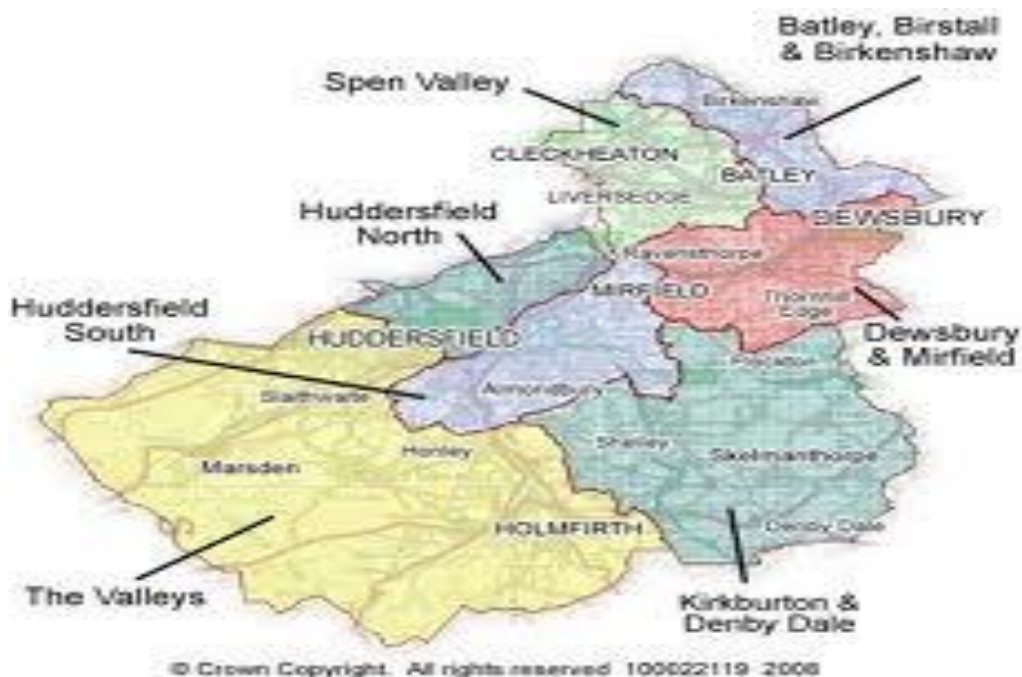 Batley, Birstall
& Birkenshaw
Spen Valley
Birkenshaw
CLECKHEATON
BATLEY
LIVERSEDGE
Huddersfield
North
DEWSBURY
Ravensthorpe
MIRFIELD
Thornhill
Edge
Huddersfield
South
HUDDERSFIELD
Dewsbury
& Mirfield
Flockton
Slaithwaite
Almondbury
Shelley
Honley
Skelmanthorpe
Marsden
HOLMFIRTH
Denby Dale
The Valleys
Kirkburton &
Denby Dale
© Crown Copyright. All rights reserved 100022119 2008